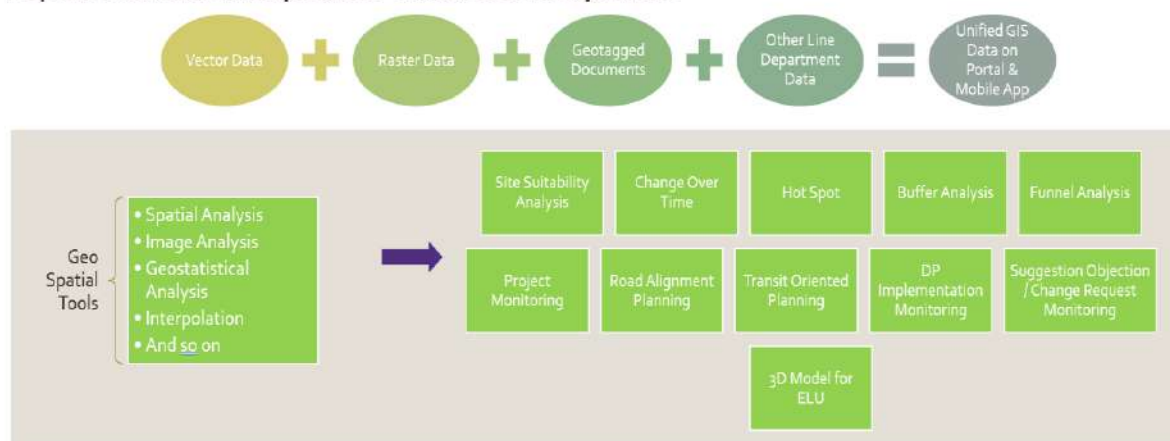 Vector Data
Raster Data
Geotagged
Documents
Other Line
Department
Data
Unified GIS
Data on
Portal &
Mobile App
Geo
Spatial
Tools
• Spatial Analysis
• Image Analysis
• Geostatistical
Analysis
• Interpolation
• And so on
Site Suitability
Analysis
Change Over
Time
Hot Spot
Buffer Analysis
Funnel Analysis
Project
Monitoring
Road Alignment
Planning
Transit Oriented
Planning
DP
Implementation
Monitoring
Suggestion Objection
/Change Request
Monitoring
3D Model for
ELU